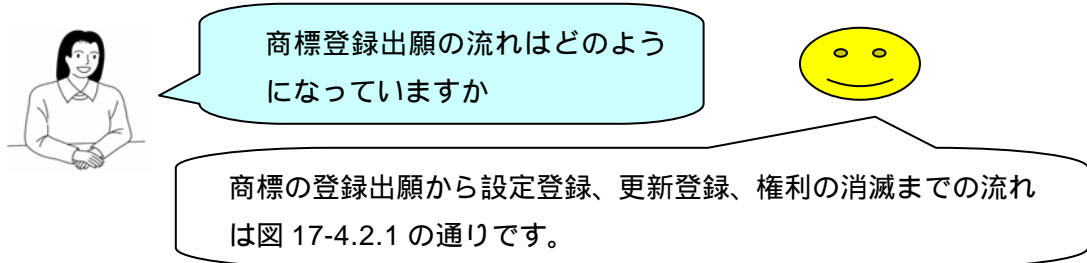 商標登録出願の流れはどのよう
になっていますか
商標の登録出願から設定登録、更新登録、権利の消滅までの流れ
は図 17-4.2.1 の通りです。